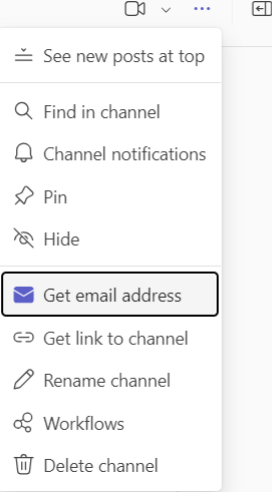 See new posts at top
Find in channel
Channel notifications
Pin
Hide
Get email address
Get link to channel
Rename channel
Workflows
Delete channel